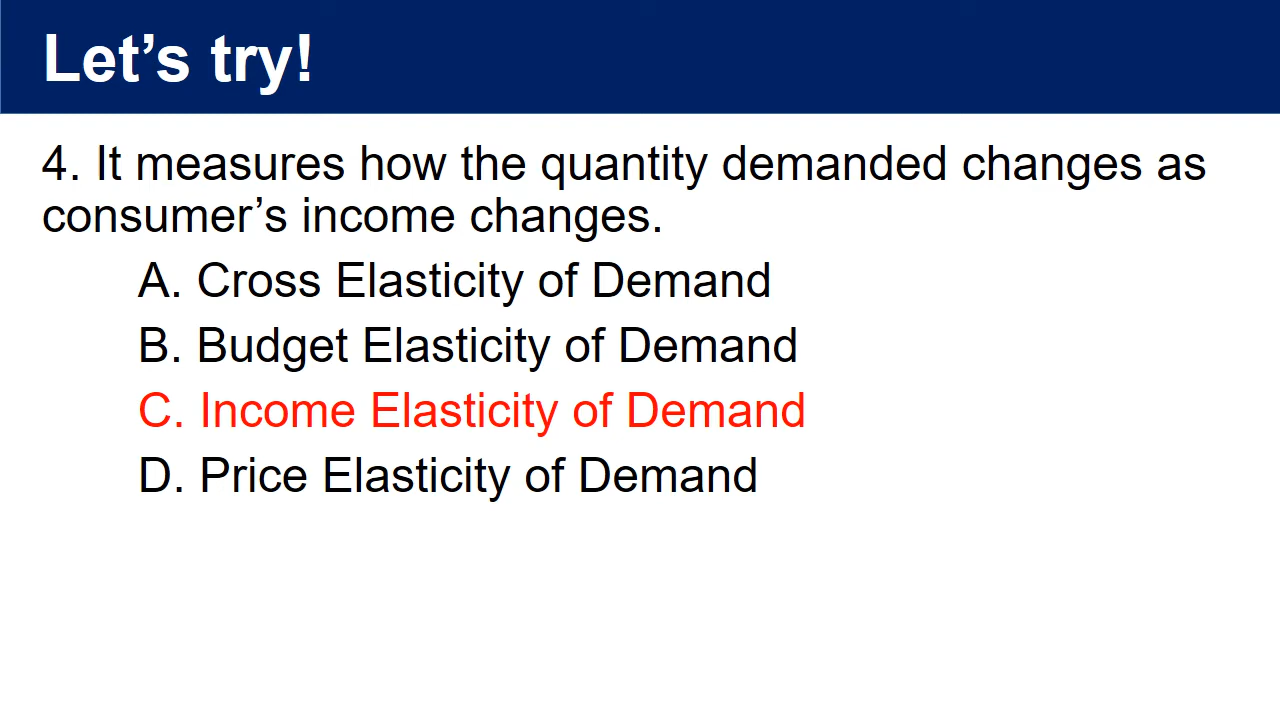 Let’s try!
4. It measures how the quantity demanded changes as
consumer’s income changes.
A. Cross Elasticity of Demand
B. Budget Elasticity of Demand
C. Income Elasticity of Demand
D. Price Elasticity of Demand